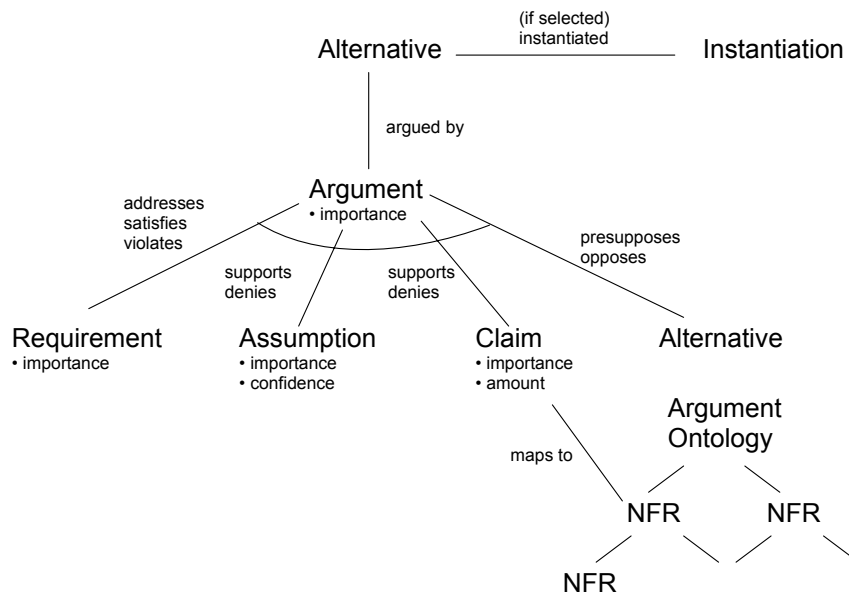 (if selected)
instantiated
Alternative
Instantiation
argued by
Argument
• importance
addresses
satisfies
violates
presupposes
opposes
supports
denies
supports
denies
Requirement
• importance
Assumption
• importance
• confidence
Claim
• importance
• amount
Alternative
Argument
Ontology
maps to
NFR
NFR
NFR